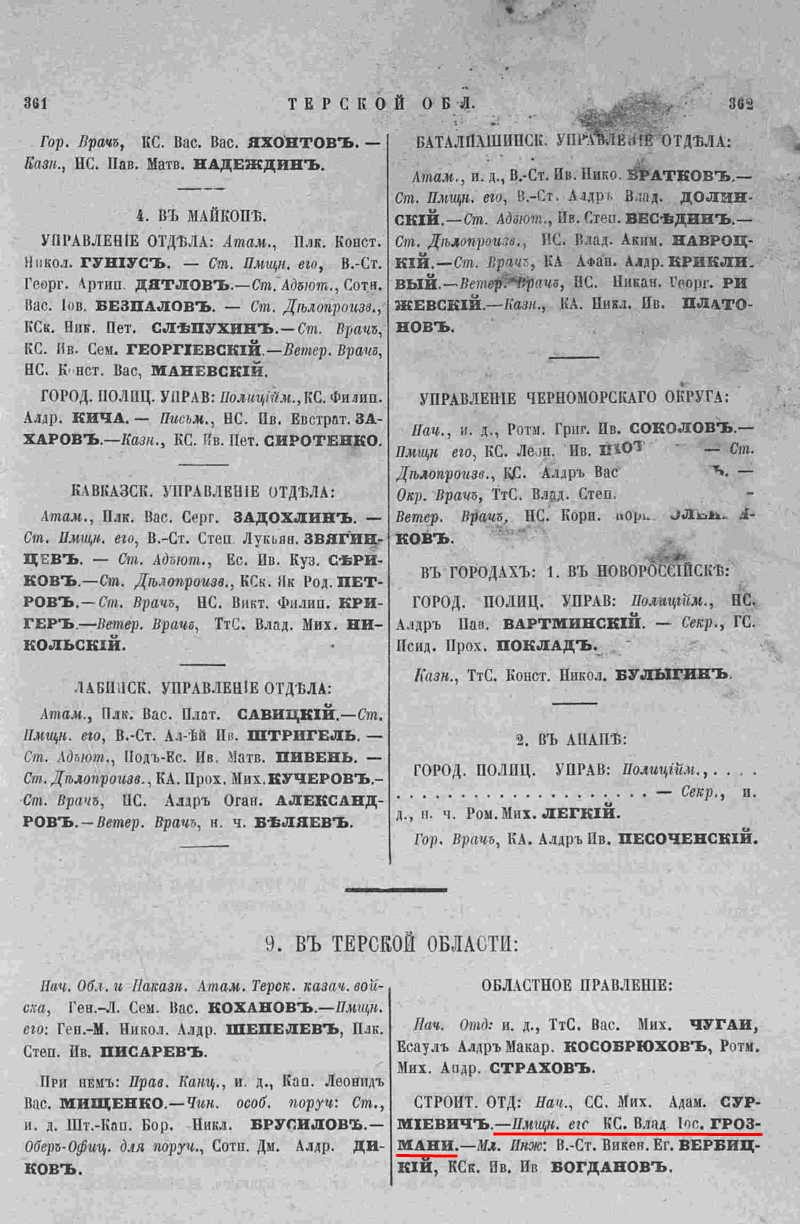 361
ТЕРСКОЙ ОБЛ.
362
Гор. Врачъ, КС. Вас. Вас. ЯХОНТОВЪ. —
Казн., НС. Пав. Матв. НАДЕЖДИНЪ.
4. ВЪ МАЙКОПѢ.
УПРАВЛЕНІЕ ОТДѢЛА: Атам., Плк. Конст.
Никол. ГУНІУСЪ. — Ст. Пмщн. его, В.-Ст.
Георг. Артип. ДЯТЛОВЪ.—Ст. Адъют., Сотн.
Вас. Іов. БЕЗПАЛОВЪ. — Ст. Дѣлопроизв.,
КСк. Ник. Пет. СЛѢПУХИНЪ.—Ст. Врачъ,
КС. Ив. Сем. ГЕОРГІЕВСКІЙ.—Ветер. Врачъ,
НС. Конст. Вас, МАНЕВСКІЙ.
ГОРОД. ПОЛИЦ. УПРАВ: Полиційм., КС. Филип.
Алдр. КИЧА. — Письм., НС. Ив. Евстрат. ЗА-
ХАРОВЪ.—Казн., КС. Ив. Пет. СИРОТЕНКО.
КАВКАЗСК. УПРАВЛЕНІЕ ОТДѢЛА:
Атам., Плк. Вас. Серг. ЗАДОХЛИНЪ. —
Ст. Пмщн. его, В.-Ст. Степ. Лукьян. ЗВЯГИН-
ЦЕВЪ. — Ст. Адъют., Ес. Ив. Куз. СѢРИ-
КОВЪ.—Ст. Дѣлопроизв., КСк. Як Род. ПЕТ-
РОВЪ.—Ст. Врачъ, НС. Викт. Филип. КРИ-
ГЕРЪ.—Ветер. Врачъ, ТтС. Влад. Мих. НИ-
КОЛЬСКІЙ.
ЛАБИНСК. УПРАВЛЕНІЕ ОТДѢЛА:
Атам., Плк. Вас. Плат. САВИЦКІЙ.—Ст.
Пмщн. его, В.-Ст. Ал-ѣй Ив. ШТРИГЕЛЬ. —
Ст. Адъют., Подъ-Ес. Ив. Матв. ПИВЕНЬ. —
Ст. Дѣлопроизв., КА. Прох. Мих. КУЧЕРОВЪ.–
Ст. Врачъ, НС. Алдръ Оган. АЛЕКСАНД-
РОВЪ.—Ветер. Врачъ, н. ч. БѢЛЯЕВЪ.
БАТАЛПАШИНСК. УПРАВЛЕНІЕ ОТДѢЛА:
Атам., и. д., В.-Ст. Ив. Нико. БРАТКОВЪ.—
Ст. Пмщн. его, В.-Ст. Алдръ Влад. ДОЛИН-
СКІЙ.—Ст. Адъют., Ив. Степ. ВЕСѢДИНЪ.—
Ст. Дѣлопроизв., НС. Влад. Аким. НАВРОЦ-
КІЙ.—Ст. Врачъ, КА Афан. Алдр. КРИКЛИ.
ВЫЙ.—Ветер. Врачъ, НС. Никан. Георг. РИ
ЖЕВСКІЙ.—Казн., КА. Никл. Ив. ПЛАТО-
НОВЪ.
УПРАВЛЕНІЕ ЧЕРНОМОРСКАГО ОКРУГА:
Нач., и. д., Ротм. Григ. Ив. СОКОЛОВЪ.—
Пмщн его, КС. Леон. Ив. — Ст.
Дѣлопроизв., КС. Алдръ Вас —
Окр. Врачъ, ТтС. Влад. Степ.
Ветер. Врачъ, НС. Корн.
КОВЪ.
ВЪ ГОРОДАХЪ: 1. ВЪ НОВОРОССІЙСКѢ:
ГОРОД. ПОЛИЦ. УПРАВ: Полиційм., НС.
Алдръ Пав. ВАРТМИНСКІЙ. — Секр., ГС.
Исид. Прох. ПОКЛАДЪ.
Казн., ТтС. Конст. Никол. БУЛЫГИНЪ.
2. ВЪ АНАПѢ:
ГОРОД. ПОЛИЦ. УПРАВ: Полиційм., . . . .
. . . . . . . . . . . . . . . . . . . — Секр., и.
д., н. ч. Ром. Мих. ЛЕГКІЙ.
Гор. Врачъ, КА. Алдръ Ив. ПЕСОЧЕНСКІЙ.
9. ВЪ ТЕРСКОЙ ОБЛАСТИ:
Нач. Обл. и Наказн. Атам. Терск. казач. вой-
ска, Ген.-Л. Сем. Вас. КОХАНОВЪ.—Пмщн.
его: Ген.-М. Никол. Алдр. ШЕПЕЛЕВЪ, Плк.
Степ. Ив. ПИСАРЕВЪ.
При немъ: Прав. Канц., и. д., Кап. Леонидъ
Вас. МИЩЕНКО.—Чин. особ. поруч: Ст.,
и. д. Шт.-Кап. Бор. Никл. БРУСИЛОВЪ.—
Оберъ-Офиц. для поруч., Сотн. Дм. Алдр. ДИ-
КОВЪ.
ОБЛАСТНОЕ ПРАВЛЕНІЕ:
Нач. Отд: и. д., ТтС. Вас. Мих. ЧУГАИ,
Есаулъ Алдръ Макар. КОСОБРЮХОВЪ, Ротм.
Мих. Андр. СТРАХОВЪ.
СТРОИТ. ОТД: Нач., СС. Мих. Адам. СУР-
МІЕВИЧЪ.—Пмщн. его КС. Влад. Іос. ГРОЗ-
МАНИ.—Мл. Инж: В.-Ст. Викен. Ег. ВЕРБИЦ-
КІЙ, КСк. Ив. Ив БОГДАНОВЪ.